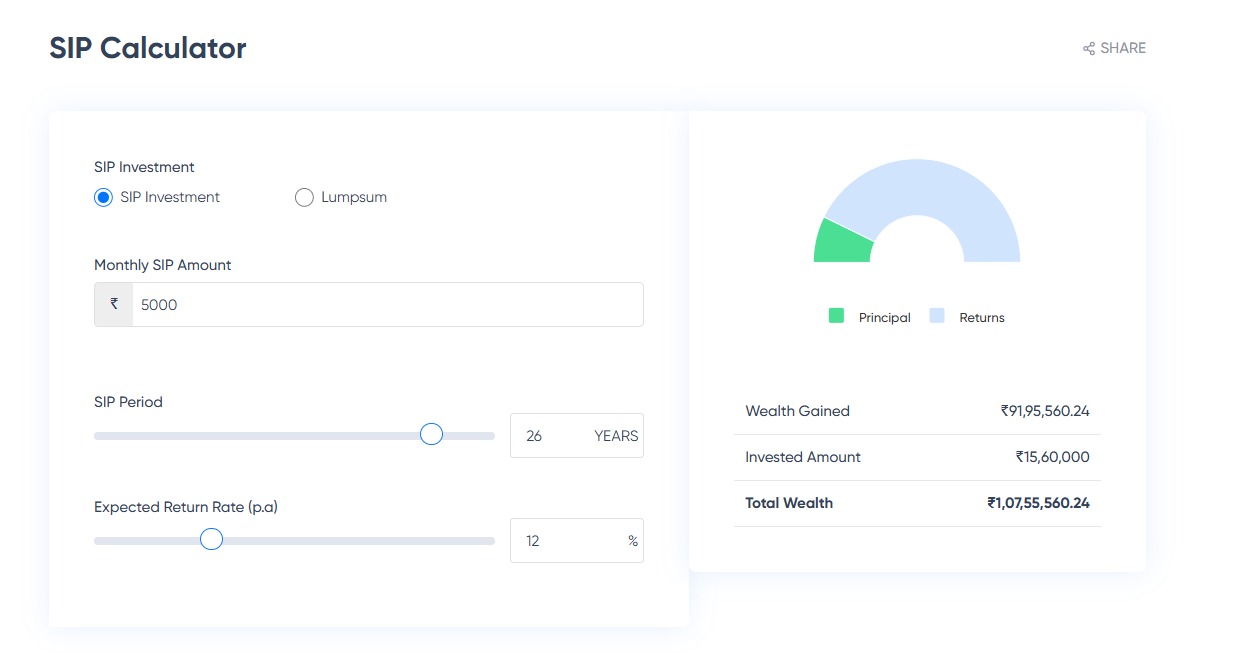 SIP Calculator
SHARE
SIP Investment
SIP Investment Lumpsum
Monthly SIP Amount
₹ 5000
SIP Period
26 YEARS
Expected Return Rate (p.a)
12 %
Principal Returns
Wealth Gained ₹91,95,560.24
Invested Amount ₹15,60,000
Total Wealth ₹1,07,55,560.24